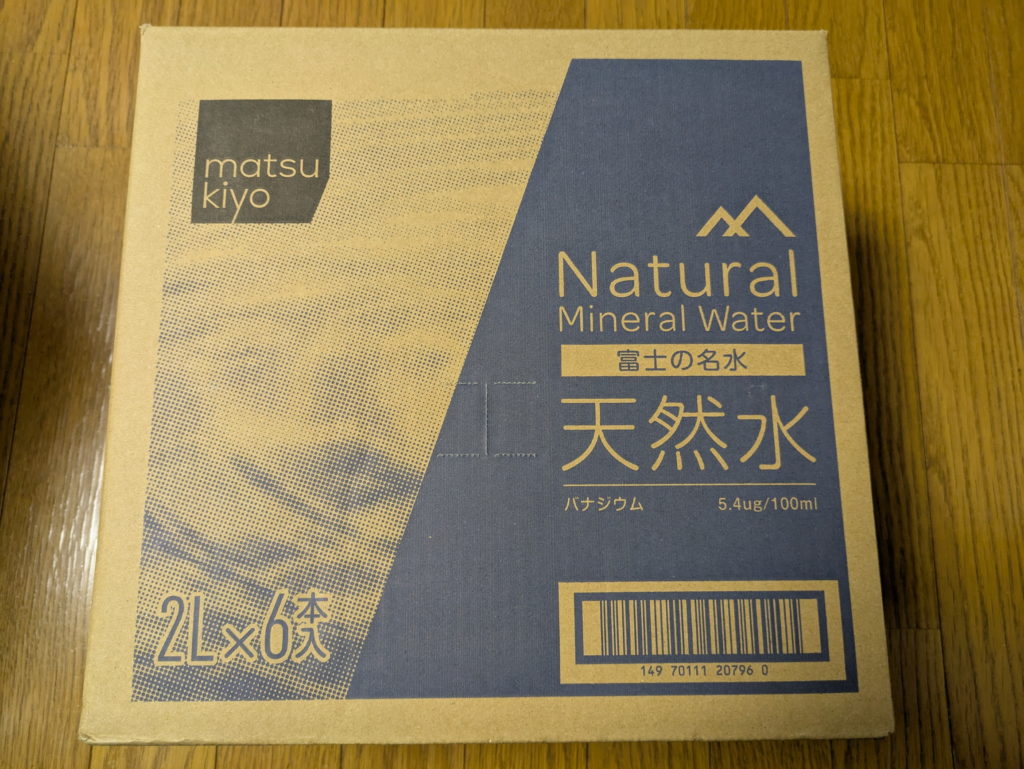 matsu
kiyo
Natural
Mineral Water
富士の名水
天然水
バナジウム 5.4ug/100ml
2L×6本入
149 70111 20796 0